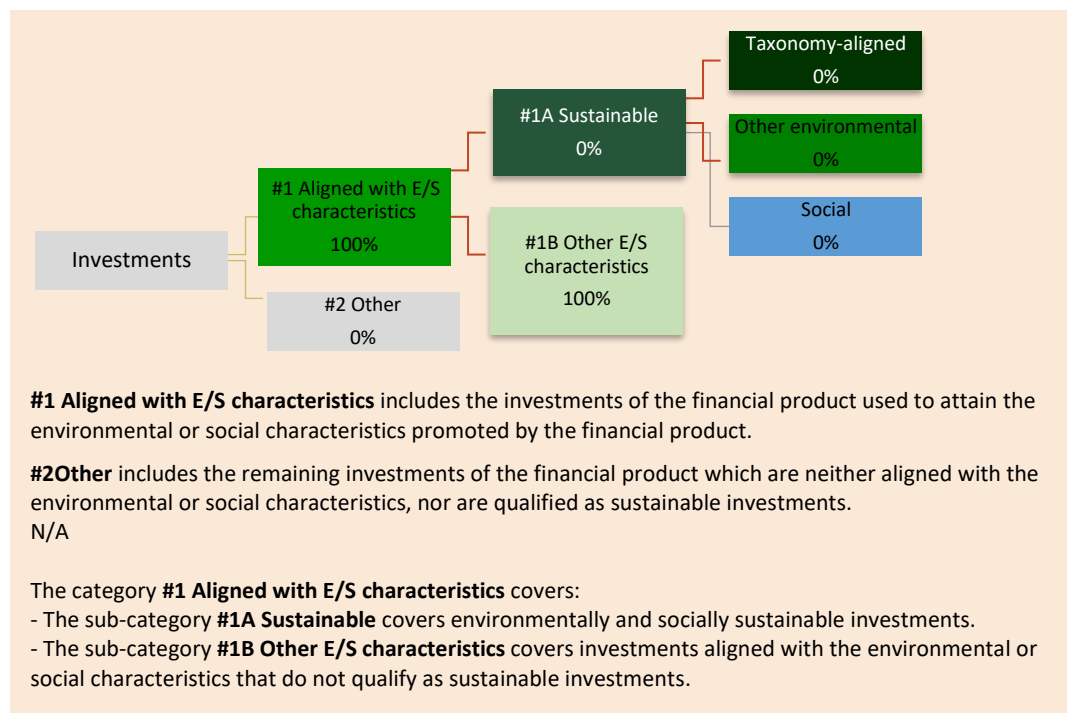 Taxonomy-aligned
0%
#1A Sustainable
0%
Other environmental
0%
#1 Aligned with E/S
characteristics
100%
Social
0%
Investments
#1B Other E/S
characteristics
100%
#2 Other
0%
#1 Aligned with E/S characteristics includes the investments of the financial product used to attain the
environmental or social characteristics promoted by the financial product.
#2Other includes the remaining investments of the financial product which are neither aligned with the
environmental or social characteristics, nor are qualified as sustainable investments.
N/A
The category #1 Aligned with E/S characteristics covers:
- The sub-category #1A Sustainable covers environmentally and socially sustainable investments.
- The sub-category #1B Other E/S characteristics covers investments aligned with the environmental or
social characteristics that do not qualify as sustainable investments.